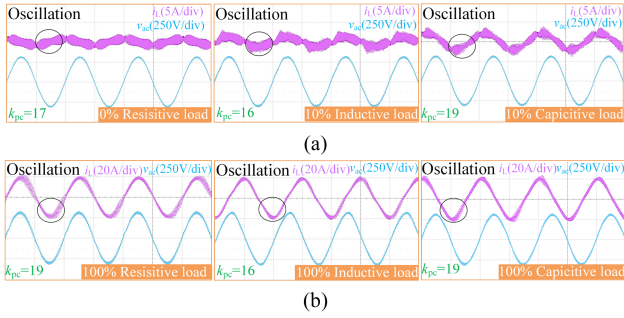 Oscillation iL(5A/div)
vac(250V/div)
kpc=17 0% Resisitive load
Oscillation iL(5A/div)
vac(250V/div)
kpc=16 10% Inductive load
Oscillation iL(5A/div)
vac(250V/div)
kpc=19 10% Capicitive load
(a)
Oscillation iL(20A/div)vac(250V/div)
kpc=19 100% Resisitive load
Oscillation iL(20A/div)vac(250V/div)
kpc=16 100% Inductive load
Oscillation iL(20A/div)vac(250V/div)
kpc=19 100% Capicitive load
(b)